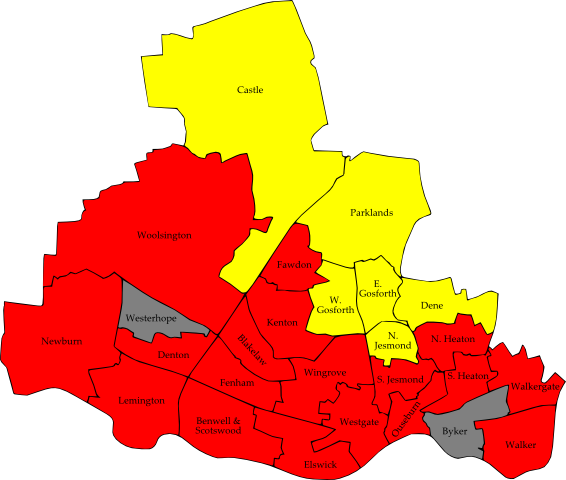 Castle
Parklands
Woolsington
Fawdon
E.
Gosforth
W.
Gosforth
Dene
Westerhope
Kenton
N.
Jesmond
N. Heaton
Newburn
Denton
Blakelaw
Wingrove
S. Jesmond
S. Heaton
Fenham
Walkergate
Lemington
Benwell &
Scotswood
Westgate
Ouseburn
Byker
Walker
Elswick